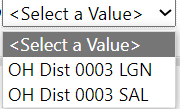 <Select a Value>
<Select a Value>
OH Dist 0003 LGN
OH Dist 0003 SAL